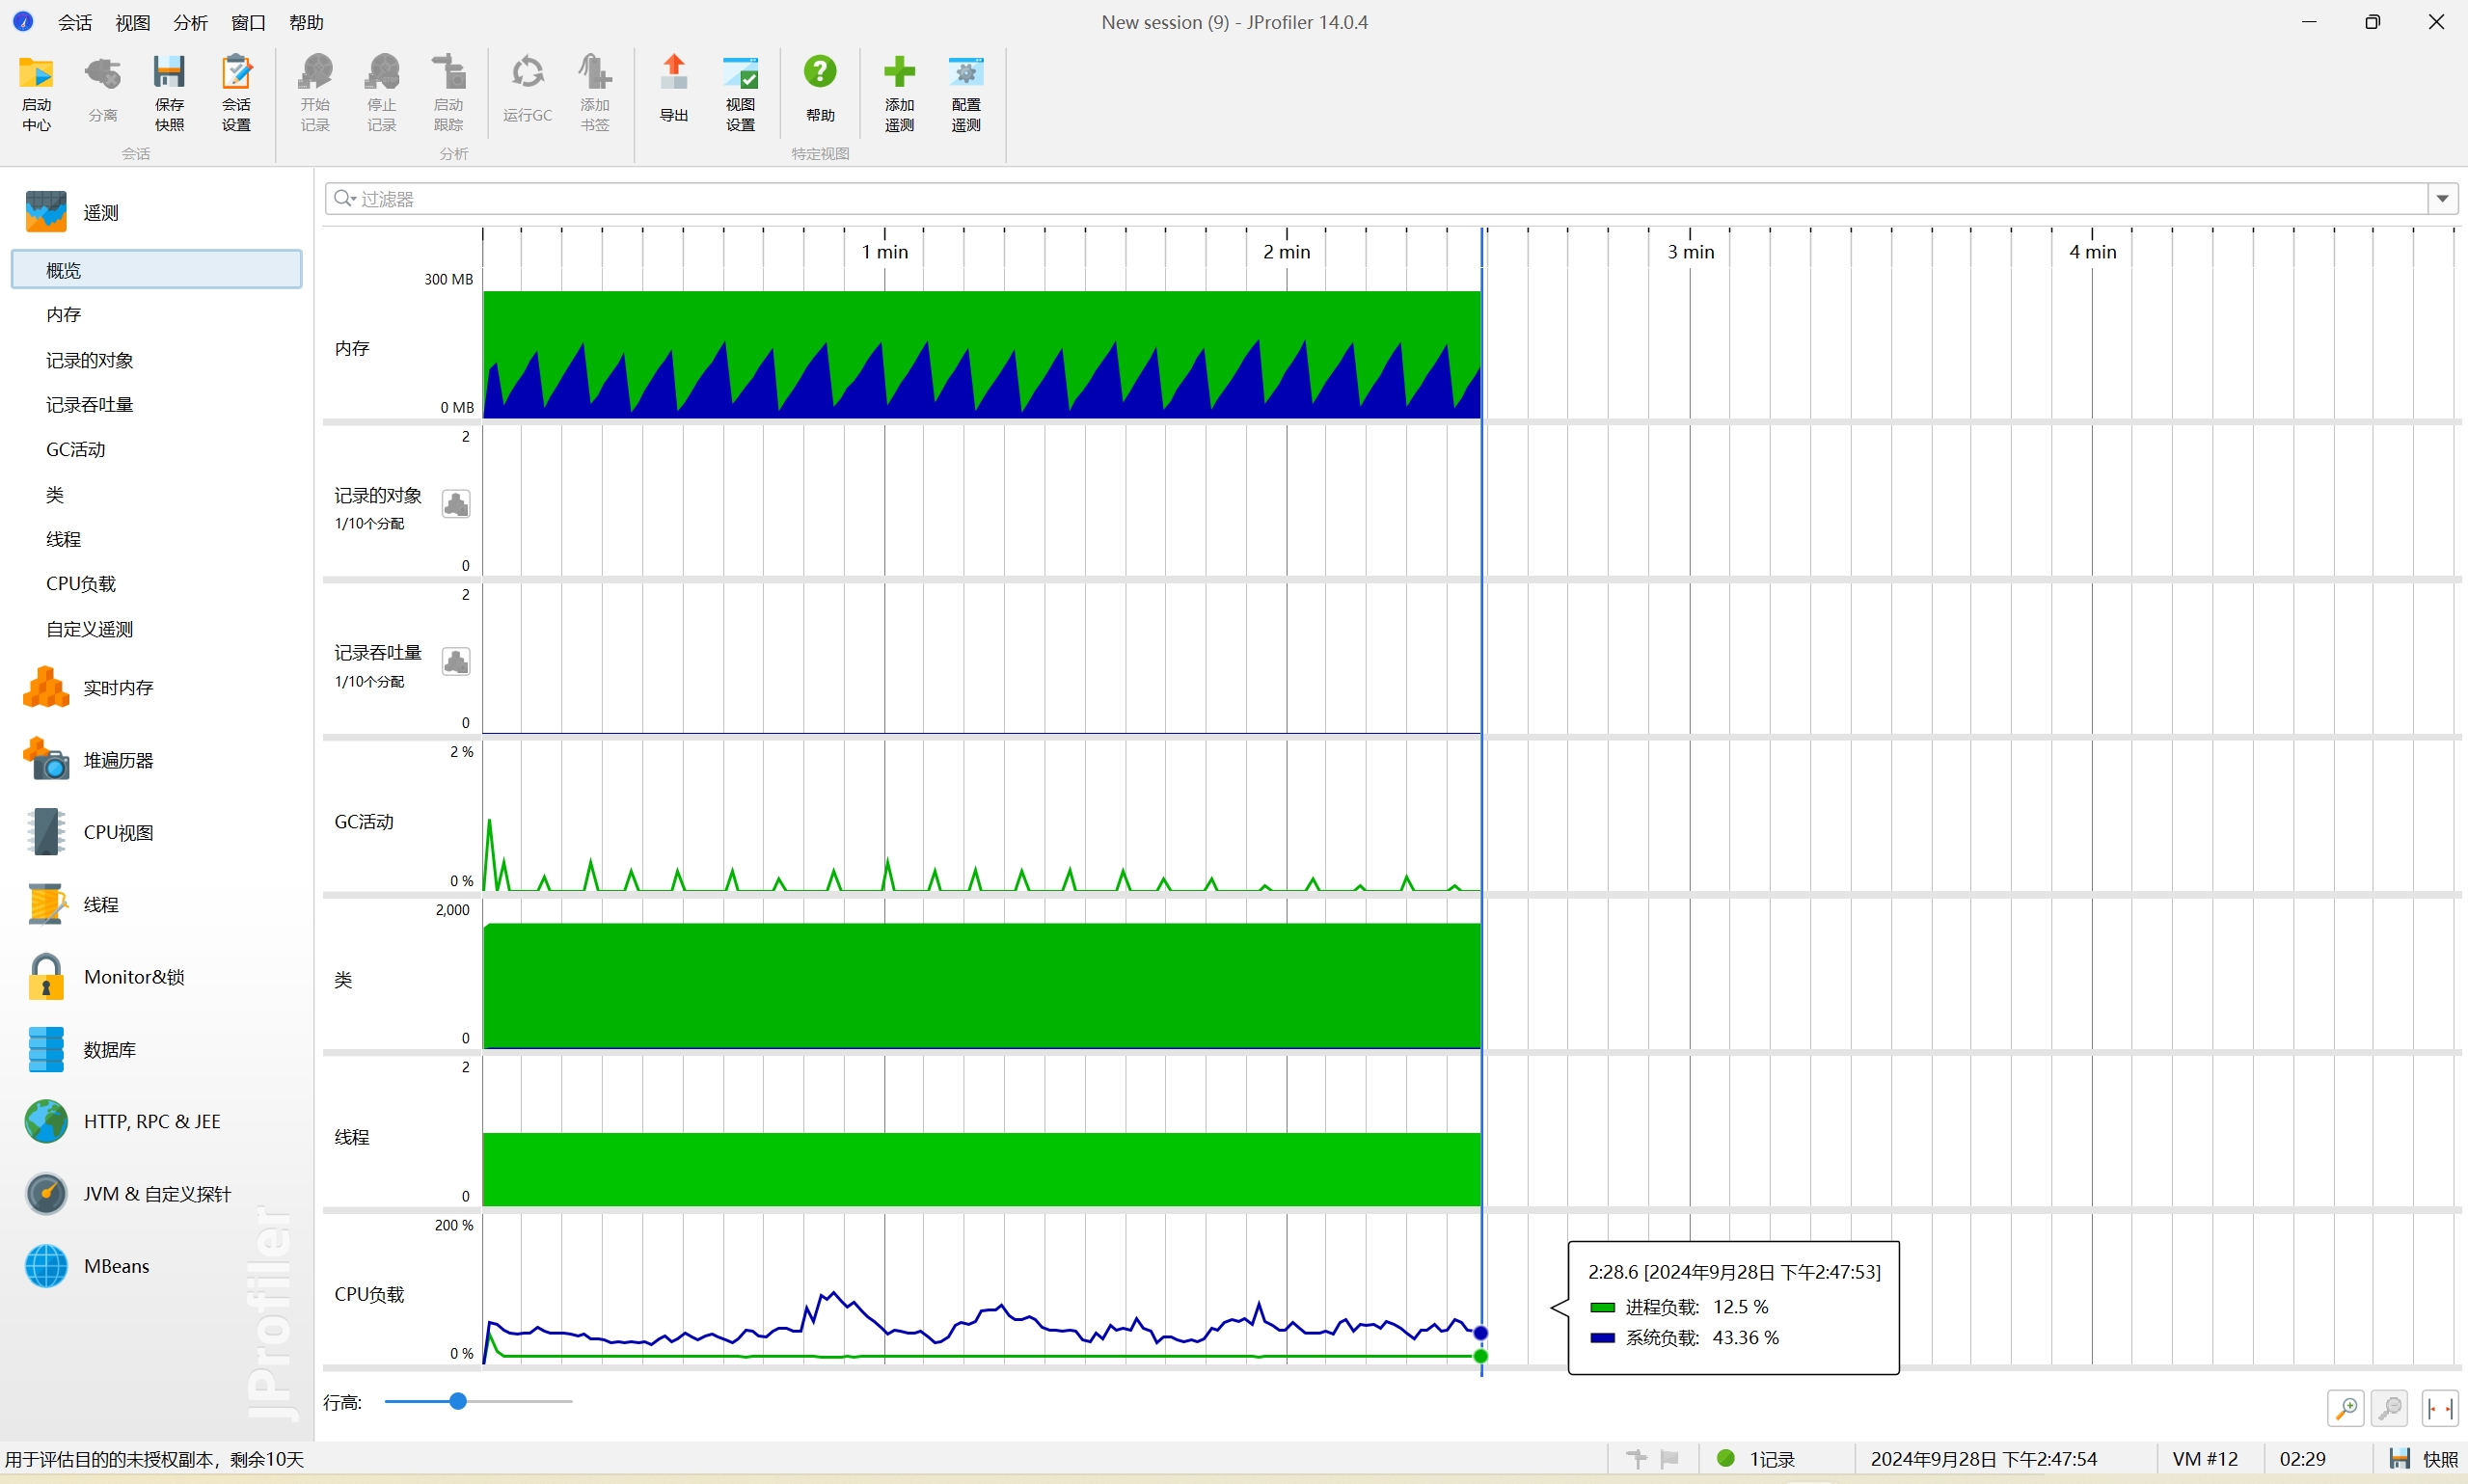 会话 视图 分析 窗口 帮助
New session (9) - JProfiler 14.0.4
启动
中心
分离
保存
快照
会话
设置
会话
开始
记录
停止
记录
启动
跟踪
运行GC
添加
书签
分析
导出
视图
设置
帮助
特定视图
添加
遥测
配置
遥测
遥测
概览
内存
记录的对象
记录吞吐量
GC活动
类
线程
CPU负载
自定义遥测
实时内存
堆遍历器
CPU视图
线程
Monitor&锁
数据库
HTTP, RPC & JEE
JVM & 自定义探针
MBeans
JProfiler
过滤器
1 min 2 min 3 min 4 min
300 MB
内存
0 MB
2
记录的对象
1/10个分配
0
2
记录吞吐量
1/10个分配
0
2 %
GC活动
0 %
2,000
类
0
2
线程
0
200 %
CPU负载
0 %
2:28.6 [2024年9月28日 下午2:47:53]
进程负载: 12.5 %
系统负载: 43.36 %
行高:
用于评估目的的未授权副本，剩余10天
1记录
2024年9月28日 下午2:47:54
VM #12
02:29
快照